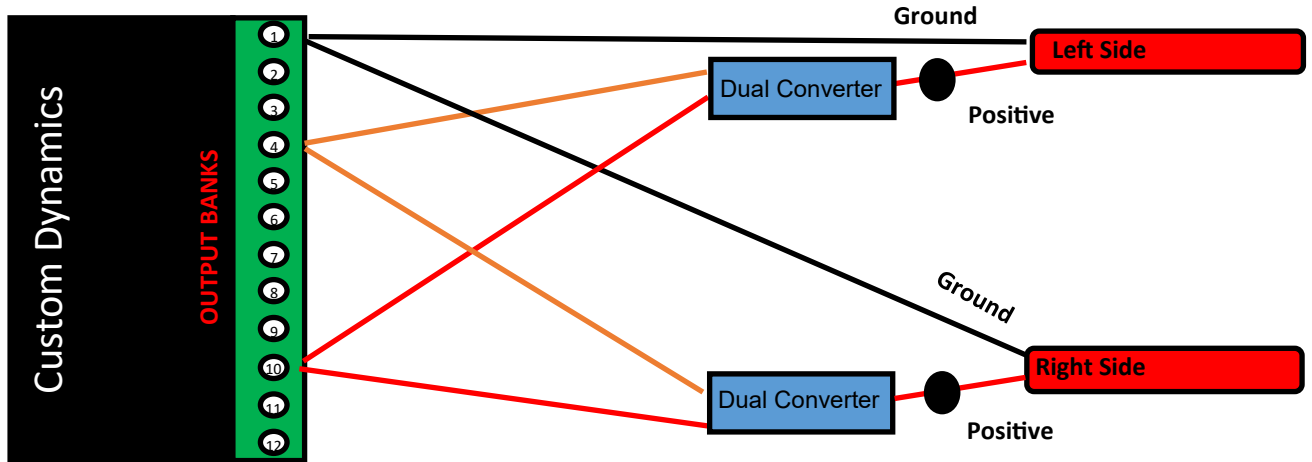 Custom Dynamics
OUTPUT BANKS
1
2
3
4
5
6
7
8
9
10
11
12
Ground
Left Side
Dual Converter
Positive
Ground
Right Side
Dual Converter
Positive